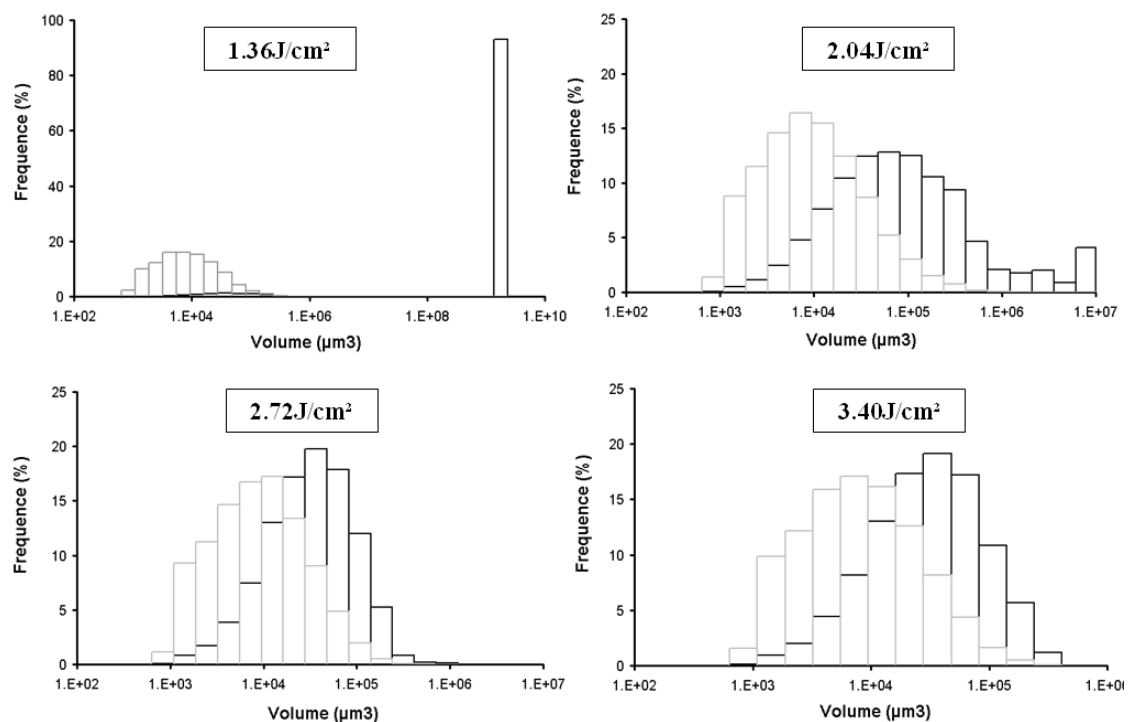 1.36J/cm²
Frequence (%)
100
80
60
40
20
0
1.E+02
1.E+04
1.E+06
1.E+08
1.E+10
Volume (µm3)
2.04J/cm²
Frequence (%)
25
20
15
10
5
0
1.E+02
1.E+03
1.E+04
1.E+05
1.E+06
1.E+07
Volume (µm3)
2.72J/cm²
Frequence (%)
25
20
15
10
5
0
1.E+02
1.E+03
1.E+04
1.E+05
1.E+06
1.E+07
Volume (µm3)
3.40J/cm²
Frequence (%)
25
20
15
10
5
0
1.E+02
1.E+03
1.E+04
1.E+05
Volume (µm3)